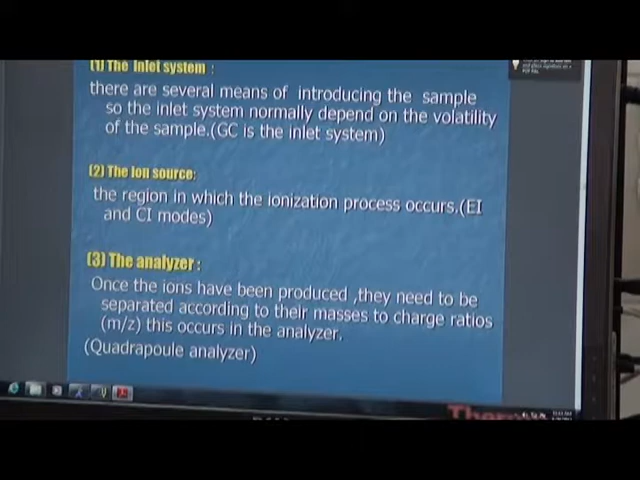 (1) The Inlet system :
there are several means of introducing the sample
so the inlet system normally depend on the volatility
of the sample.(GC is the inlet system)
(2) The Ion source:
the region in which the ionization process occurs.(EI
and CI modes)
(3) The analyzer :
Once the ions have been produced ,they need to be
separated according to their masses to charge ratios
(m/z) this occurs in the analyzer.
(Quadrapoule analyzer)